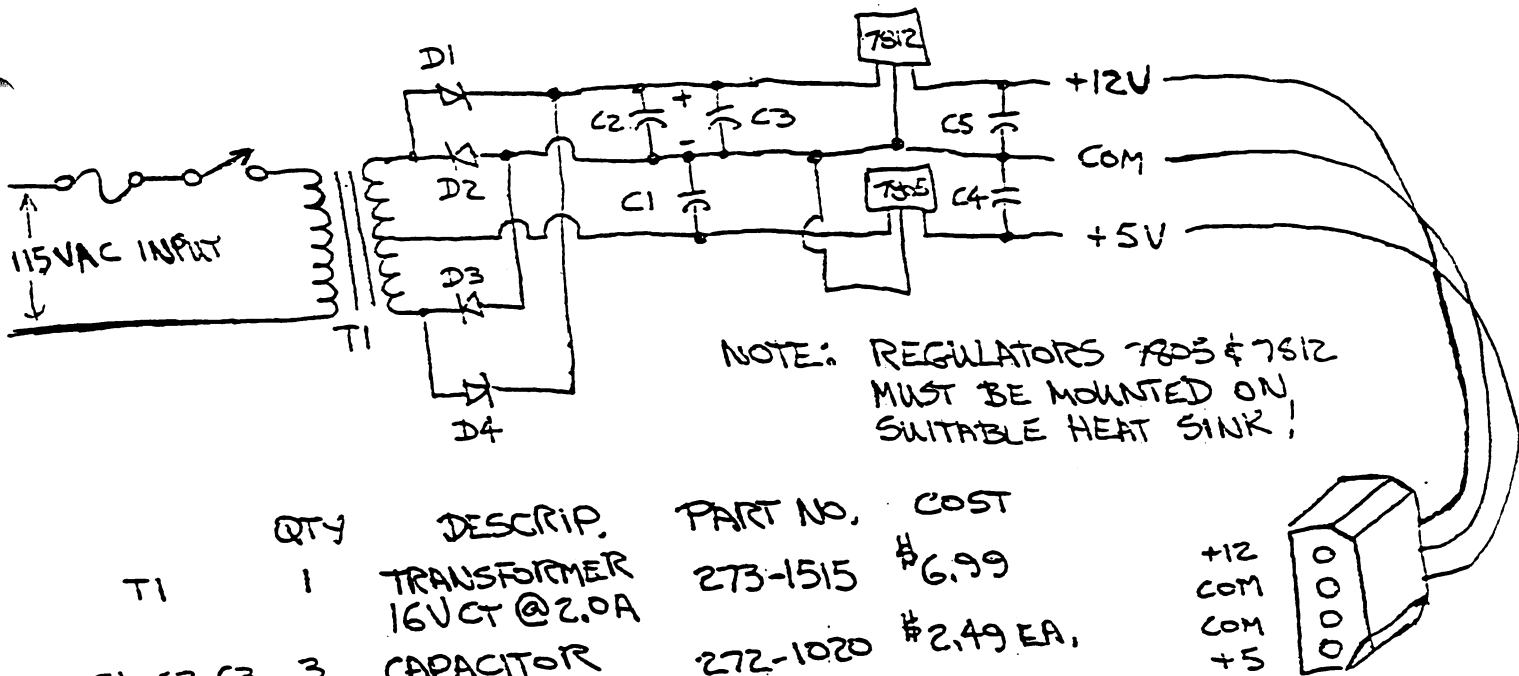 D1
7812
+12V
C2
+
C3
C5
-
COM
D2
C1
7805
C4
115VAC INPUT
+5V
D3
T1
NOTE: REGULATORS 7805 & 7812
MUST BE MOUNTED ON
SUITABLE HEAT SINK!
D4
QTY DESCRIP. PART NO. COST
T1 1 TRANSFORMER 273-1515 $6.99
16VCT @ 2.0A
3 CAPACITOR 272-1020 $2.49 EA.
+12
COM
COM
+5